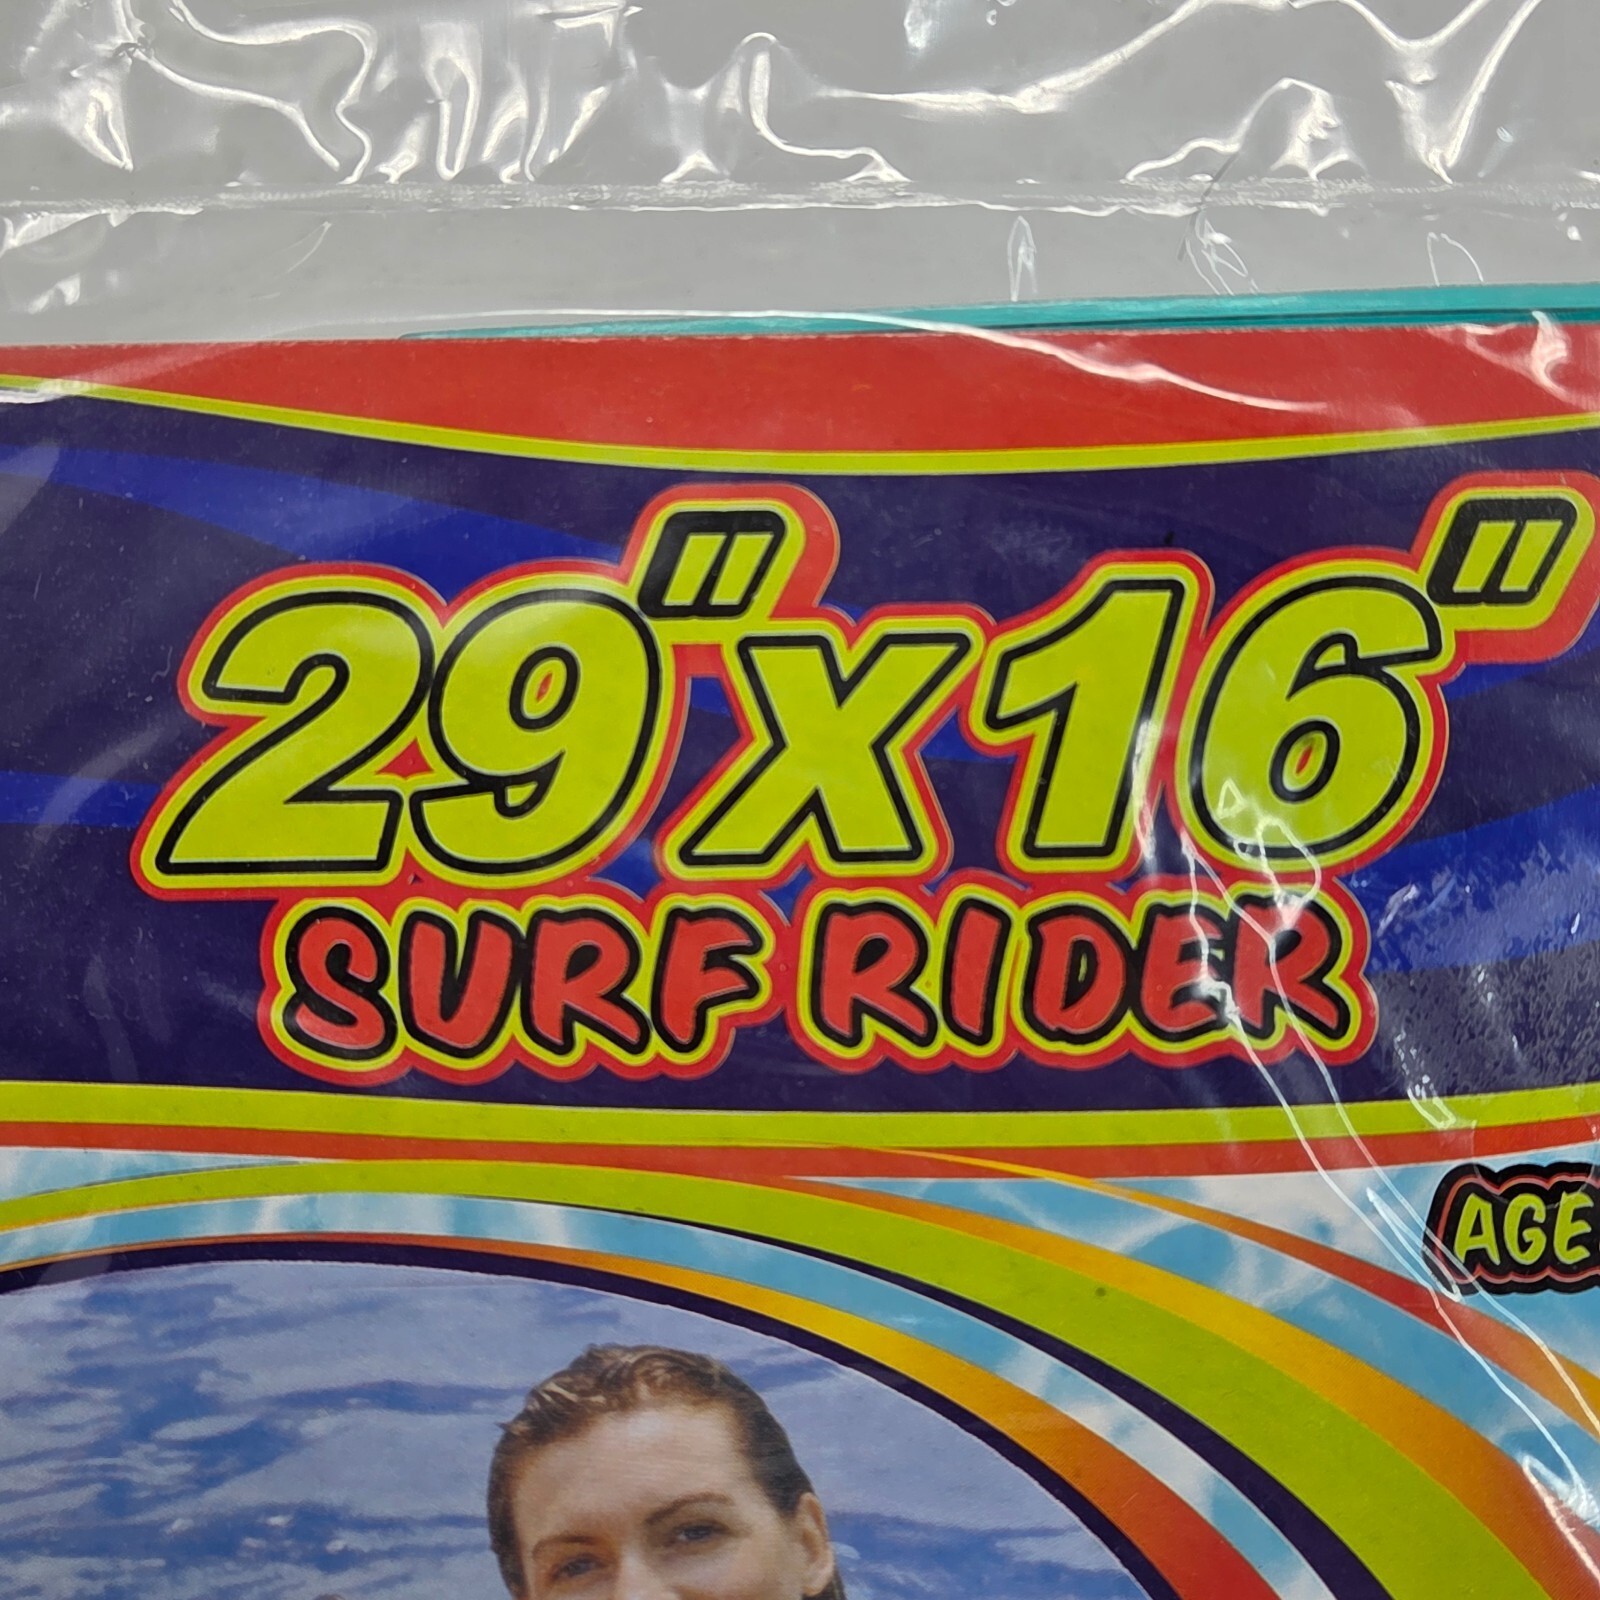 29"X16"
SURF RIDER
AGE